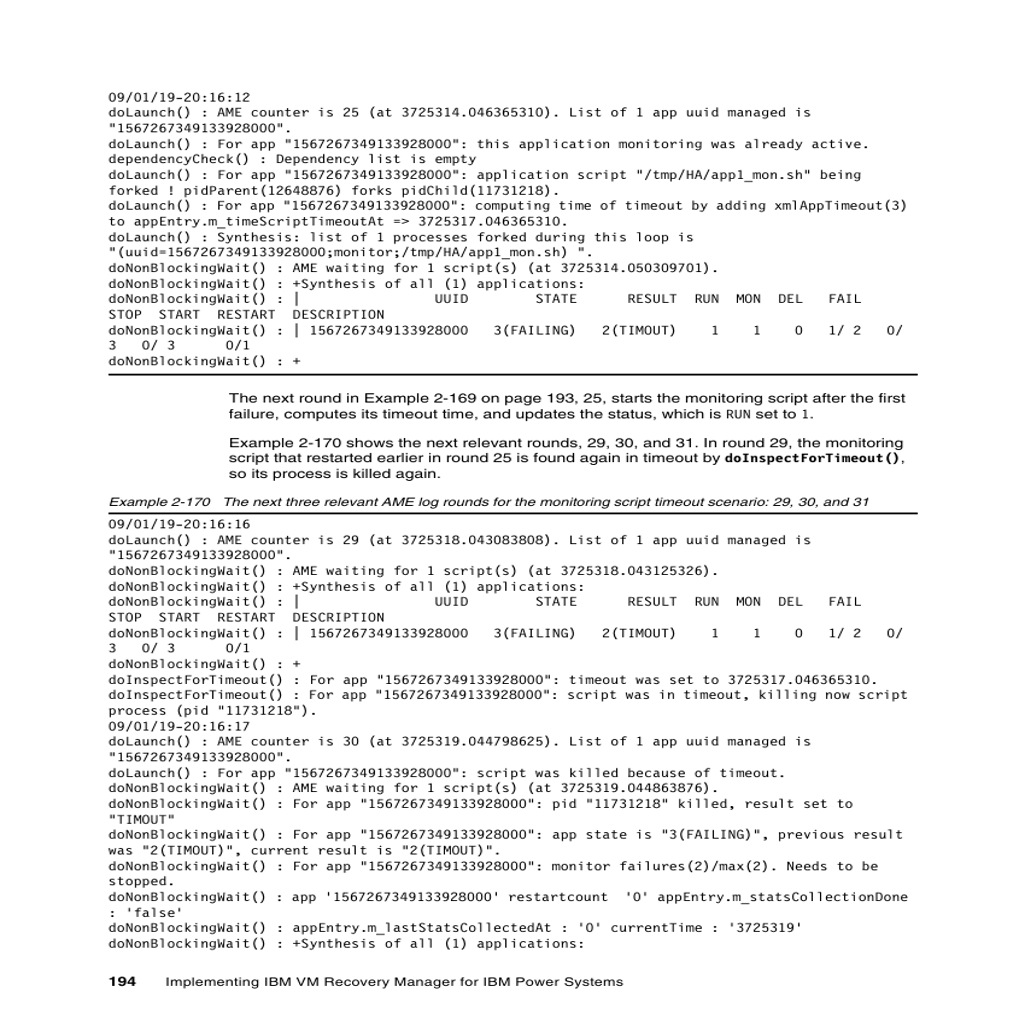 09/01/19-20:16:12
doLaunch() : AME counter is 25 (at 3725314.046365310). List of 1 app uuid managed is
"1567267349133928000".
doLaunch() : For app "1567267349133928000": this application monitoring was already active.
dependencyCheck() : Dependency list is empty
doLaunch() : For app "1567267349133928000": application script "/tmp/HA/app1_mon.sh" being
forked ! pidParent(12648876) forks pidChild(11731218).
doLaunch() : For app "1567267349133928000": computing time of timeout by adding xmlAppTimeout(3)
to appEntry.m_timeScriptTimeoutAt => 3725317.046365310.
doLaunch() : Synthesis: list of 1 processes forked during this loop is
"(uuid=1567267349133928000;monitor;/tmp/HA/app1_mon.sh) ".
doNonBlockingWait() : AME waiting for 1 script(s) (at 3725314.050309701).
doNonBlockingWait() : +Synthesis of all (1) applications:
doNonBlockingWait() : |                UUID        STATE      RESULT  RUN  MON  DEL   FAIL
STOP  START  RESTART  DESCRIPTION
doNonBlockingWait() : | 1567267349133928000   3(FAILING)   2(TIMOUT)    1    1    0   1/ 2   0/
3   0/ 3      0/1
doNonBlockingWait() : +
The next round in Example 2-169 on page 193, 25, starts the monitoring script after the first
failure, computes its timeout time, and updates the status, which is RUN set to 1.
Example 2-170 shows the next relevant rounds, 29, 30, and 31. In round 29, the monitoring
script that restarted earlier in round 25 is found again in timeout by doInspectForTimeout(),
so its process is killed again.
Example 2-170   The next three relevant AME log rounds for the monitoring script timeout scenario: 29, 30, and 31
09/01/19-20:16:16
doLaunch() : AME counter is 29 (at 3725318.043083808). List of 1 app uuid managed is
"1567267349133928000".
doNonBlockingWait() : AME waiting for 1 script(s) (at 3725318.043125326).
doNonBlockingWait() : +Synthesis of all (1) applications:
doNonBlockingWait() : |                UUID        STATE      RESULT  RUN  MON  DEL   FAIL
STOP  START  RESTART  DESCRIPTION
doNonBlockingWait() : | 1567267349133928000   3(FAILING)   2(TIMOUT)    1    1    0   1/ 2   0/
3   0/ 3      0/1
doNonBlockingWait() : +
doInspectForTimeout() : For app "1567267349133928000": timeout was set to 3725317.046365310.
doInspectForTimeout() : For app "1567267349133928000": script was in timeout, killing now script
process (pid "11731218").
09/01/19-20:16:17
doLaunch() : AME counter is 30 (at 3725319.044798625). List of 1 app uuid managed is
"1567267349133928000".
doLaunch() : For app "1567267349133928000": script was killed because of timeout.
doNonBlockingWait() : AME waiting for 1 script(s) (at 3725319.044863876).
doNonBlockingWait() : For app "1567267349133928000": pid "11731218" killed, result set to
"TIMOUT"
doNonBlockingWait() : For app "1567267349133928000": app state is "3(FAILING)", previous result
was "2(TIMOUT)", current result is "2(TIMOUT)".
doNonBlockingWait() : For app "1567267349133928000": monitor failures(2)/max(2). Needs to be
stopped.
doNonBlockingWait() : app '1567267349133928000' restartcount  '0' appEntry.m_statsCollectionDone
: 'false'
doNonBlockingWait() : appEntry.m_lastStatsCollectedAt : '0' currentTime : '3725319'
doNonBlockingWait() : +Synthesis of all (1) applications:
194   Implementing IBM VM Recovery Manager for IBM Power Systems